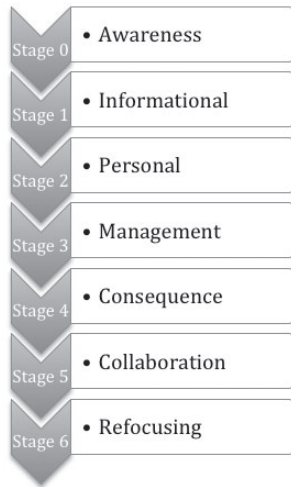 Stage 0
• Awareness
Stage 1
• Informational
Stage 2
• Personal
Stage 3
• Management
Stage 4
• Consequence
Stage 5
• Collaboration
Stage 6
• Refocusing